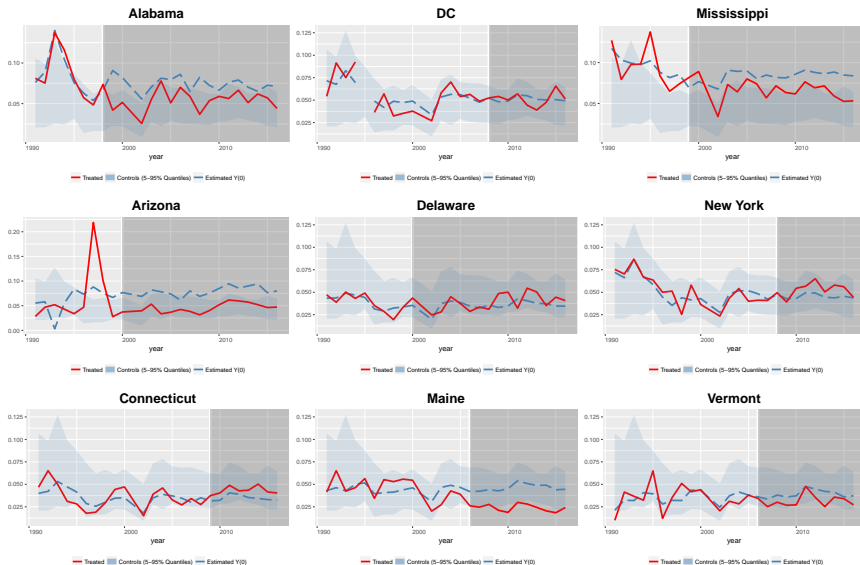 Alabama
0.10
0.05
1990 2000 2010
year
Treated Controls (5−95% Quantiles) Estimated Y(0)
DC
0.125
0.100
0.075
0.050
0.025
1990 2000 2010
year
Treated Controls (5−95% Quantiles) Estimated Y(0)
Mississippi
0.10
0.05
1990 2000 2010
year
Treated Controls (5−95% Quantiles) Estimated Y(0)
Arizona
0.20
0.15
0.10
0.05
0.00
1990 2000 2010
year
Treated Controls (5−95% Quantiles) Estimated Y(0)
Delaware
0.125
0.100
0.075
0.050
0.025
1990 2000 2010
year
Treated Controls (5−95% Quantiles) Estimated Y(0)
New York
0.125
0.100
0.075
0.050
0.025
1990 2000 2010
year
Treated Controls (5−95% Quantiles) Estimated Y(0)
Connecticut
0.125
0.100
0.075
0.050
0.025
1990 2000 2010
year
Treated Controls (5−95% Quantiles) Estimated Y(0)
Maine
0.125
0.100
0.075
0.050
0.025
1990 2000 2010
year
Treated Controls (5−95% Quantiles) Estimated Y(0)
Vermont
0.125
0.100
0.075
0.050
0.025
1990 2000 2010
year
Treated Controls (5−95% Quantiles) Estimated Y(0)